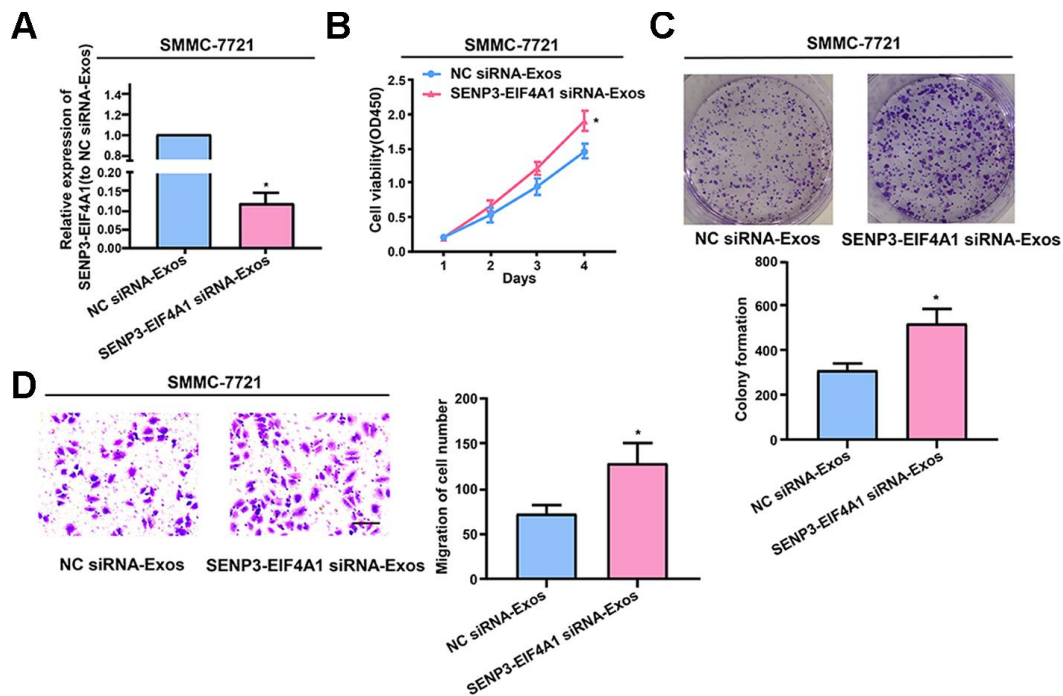 A
SMMC-7721
Relative expression of
SENP3-EIF4A1(to NC siRNA-Exos)
1.4
1.2
1.0
0.8
0.20
0.15
0.10
0.05
0.00
*
NC siRNA-Exos
SENP3-EIF4A1 siRNA-Exos
B
SMMC-7721
NC siRNA-Exos
SENP3-EIF4A1 siRNA-Exos
Cell viability(OD450)
2.5
2.0
1.5
1.0
0.5
0.0
*
1 2 3 4
Days
C
SMMC-7721
NC siRNA-Exos SENP3-EIF4A1 siRNA-Exos
Colony formation
800
600
400
200
0
*
NC siRNA-Exos
SENP3-EIF4A1 siRNA-Exos
D
SMMC-7721
NC siRNA-Exos SENP3-EIF4A1 siRNA-Exos
Migration of cell number
200
150
100
50
0
*
NC siRNA-Exos
SENP3-EIF4A1 siRNA-Exos